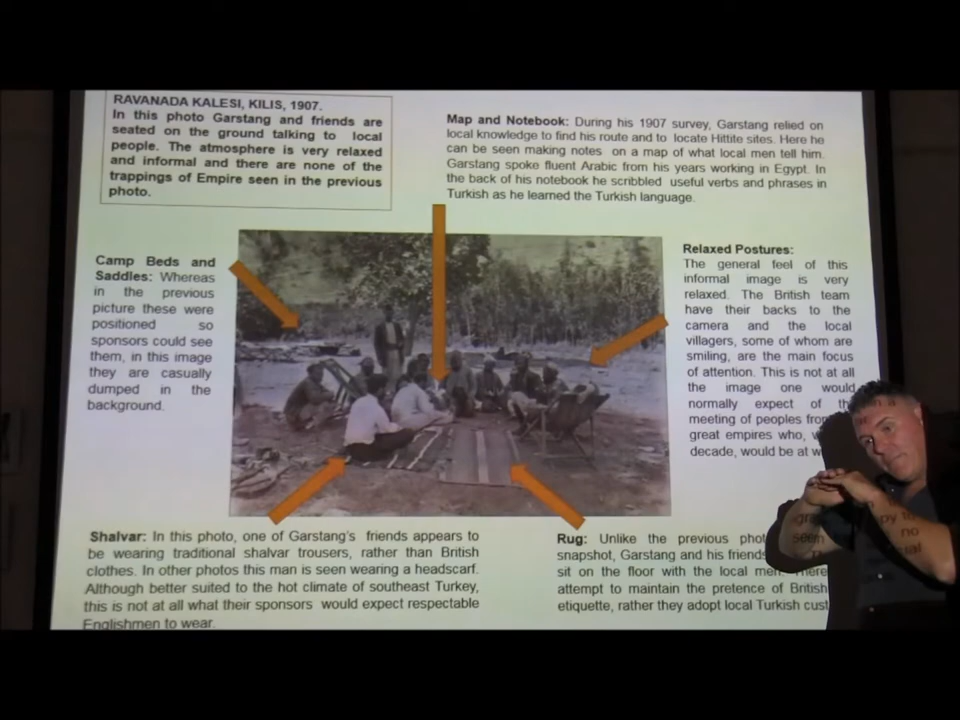 RAVANADA KALESI, KILIS, 1907.
In this photo Garstang and friends are
seated on the ground talking to local
people. The atmosphere is very relaxed
and informal and there are none of the
trappings of Empire seen in the previous
photo.
Map and Notebook: During his 1907 survey, Garstang relied on
local knowledge to find his route and to locate Hittite sites. Here he
can be seen making notes on a map of what local men tell him.
Garstang spoke fluent Arabic from his years working in Egypt. In
the back of his notebook he scribbled useful verbs and phrases in
Turkish as he learned the Turkish language.
Camp Beds and
Saddles: Whereas
in the previous
picture these were
positioned so
sponsors could see
them, in this image
they are casually
dumped in the
background.
Relaxed Postures:
The general feel of this
informal image is very
relaxed. The British team
have their backs to the
camera and the local
villagers, some of whom are
smiling, are the main focus
of attention. This is not at all
the image one would
normally expect of
meeting of peoples
great empires who,
decade, would be at
Shalvar: In this photo, one of Garstang's friends appears to
be wearing traditional shalvar trousers, rather than British
clothes. In other photos this man is seen wearing a headscarf.
Although better suited to the hot climate of southeast Turkey,
this is not at all what their sponsors would expect respectable
Englishmen to wear.
Rug: Unlike the previous
snapshot, Garstang and his friends
sit on the floor with the local men. There
attempt to maintain the pretence of British
etiquette, rather they adopt local Turkish